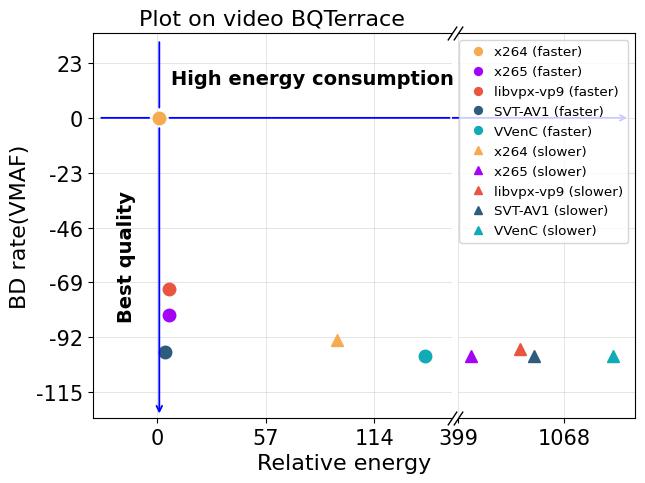 Plot on video BQTerrace
High energy consumption
x264 (faster)
x265 (faster)
libvpx-vp9 (faster)
SVT-AV1 (faster)
VVenC (faster)
x264 (slower)
x265 (slower)
libvpx-vp9 (slower)
SVT-AV1 (slower)
VVenC (slower)
BD rate(VMAF)
Best quality
23
0
-23
-46
-69
-92
-115
0 57 114 399 1068
Relative energy